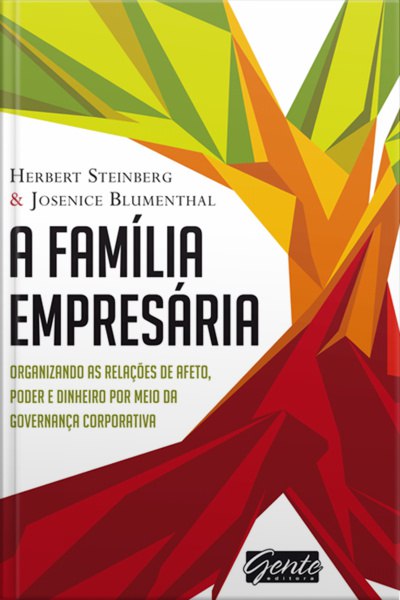 HERBERT STEINBERG
& JOSENICE BLUMENTHAL
A FAMÍLIA
EMPRESÁRIA
ORGANIZANDO AS RELAÇÕES DE AFETO,
PODER E DINHEIRO POR MEIO DA
GOVERNANÇA CORPORATIVA
Gente
editora